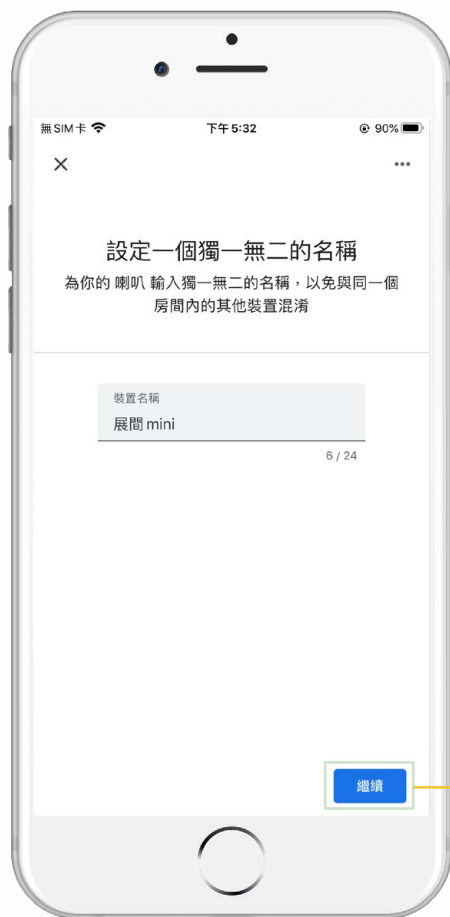 無SIM卡 下午5:32 90%
設定一個獨一無二的名稱
為你的 喇叭 輸入獨一無二的名稱，以免與同一個
房間內的其他裝置混淆
裝置名稱
展間 mini
6 / 24
繼續